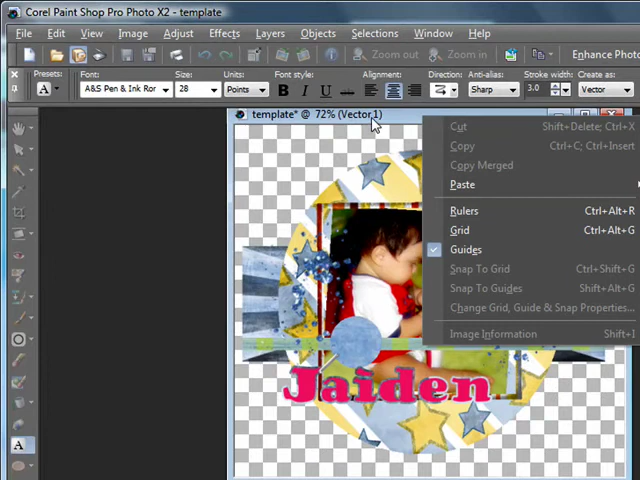 Corel Paint Shop Pro Photo X2 - template
File Edit View Image Adjust Effects Layers Objects Selections Window Help
Zoom out Zoom in Enhance Photo
Presets: Font: Size: Units: Font style: Alignment: Direction: Anti-alias: Stroke width: Create as:
A A&S Pen & Ink Ror 28 Points B I U A Sharp 3.0 Vector
template* @ 72% (Vector 1)
Cut Shift+Delete; Ctrl+X
Copy Ctrl+C; Ctrl+Insert
Copy Merged
Paste
Rulers Ctrl+Alt+R
Grid Ctrl+Alt+G
Guides
Snap To Grid Ctrl+Shift+G
Snap To Guides Shift+Alt+G
Change Grid, Guide & Snap Properties...
Image Information Shift+I
Jaiden
A